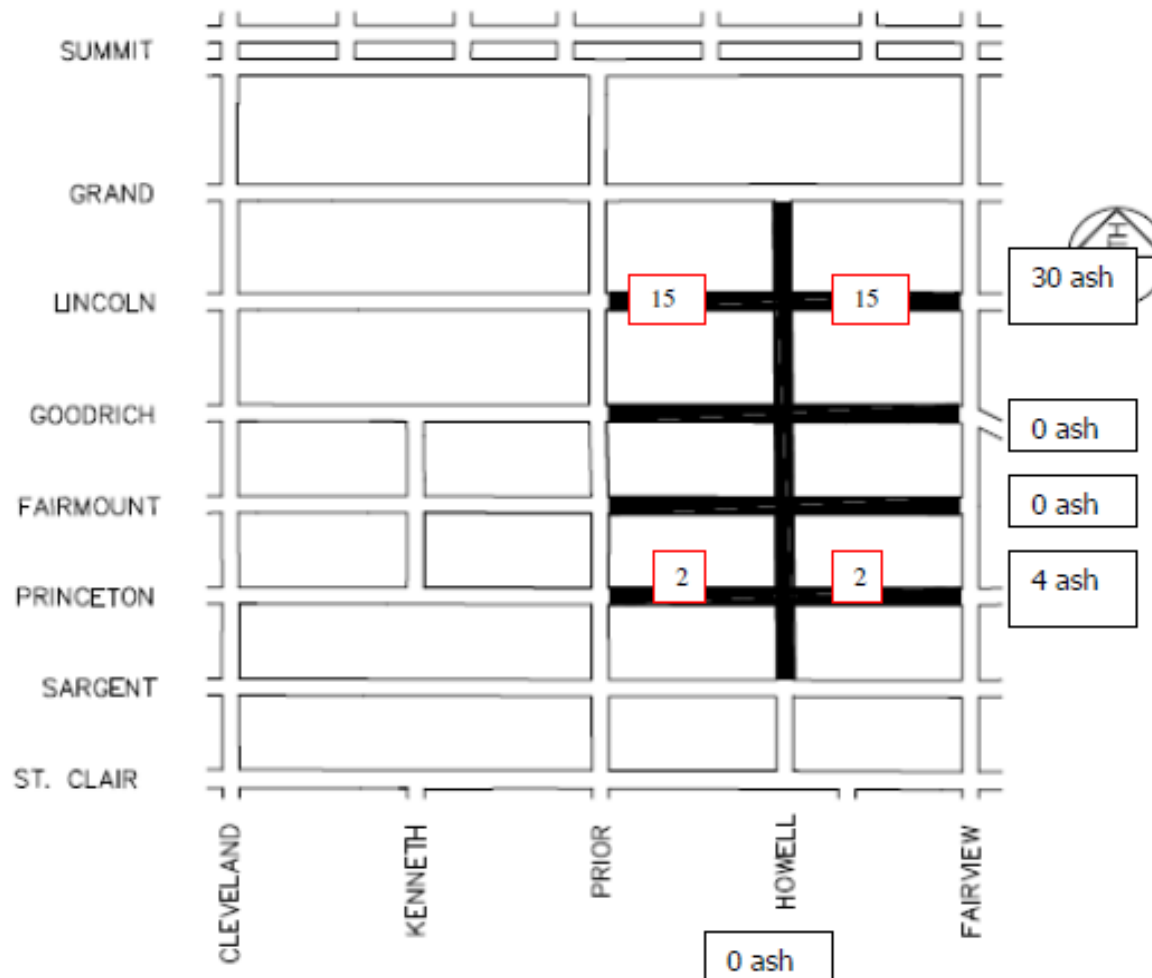 SUMMIT
GRAND
30 ash
LINCOLN
15
15
GOODRICH
0 ash
FAIRMOUNT
0 ash
2
2
4 ash
PRINCETON
SARGENT
ST. CLAIR
CLEVELAND
KENNETH
PRIOR
HOWELL
FAIRVIEW
0 ash